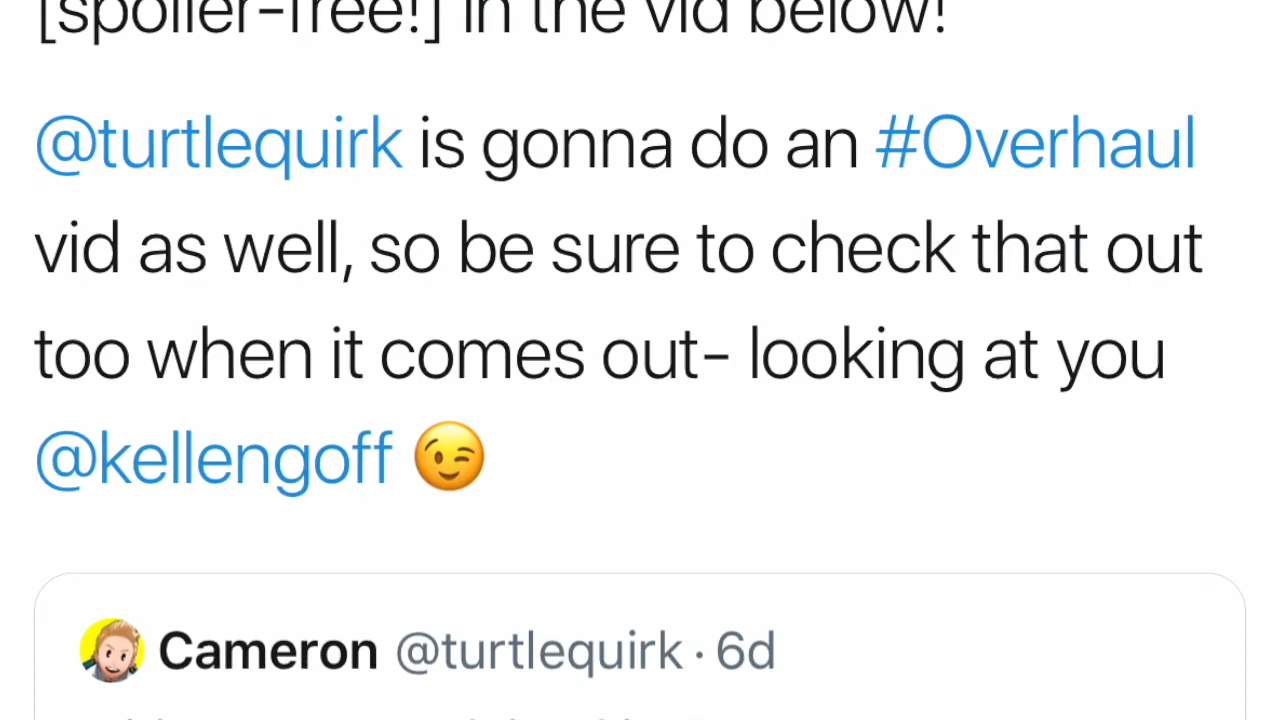 [spoiler-free!] in the vid below!
@turtlequirk is gonna do an #Overhaul
vid as well, so be sure to check that out
too when it comes out- looking at you
@kellengoff 😉
Cameron @turtlequirk · 6d